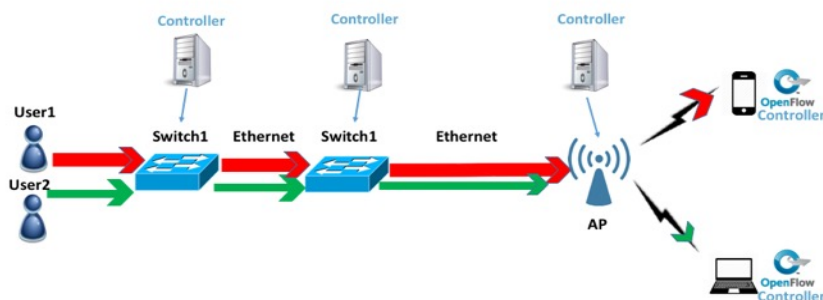 Controller
Controller
Controller
User1
Switch1
Ethernet
Switch1
Ethernet
OpenFlow
Controller
User2
AP
OpenFlow
Controller